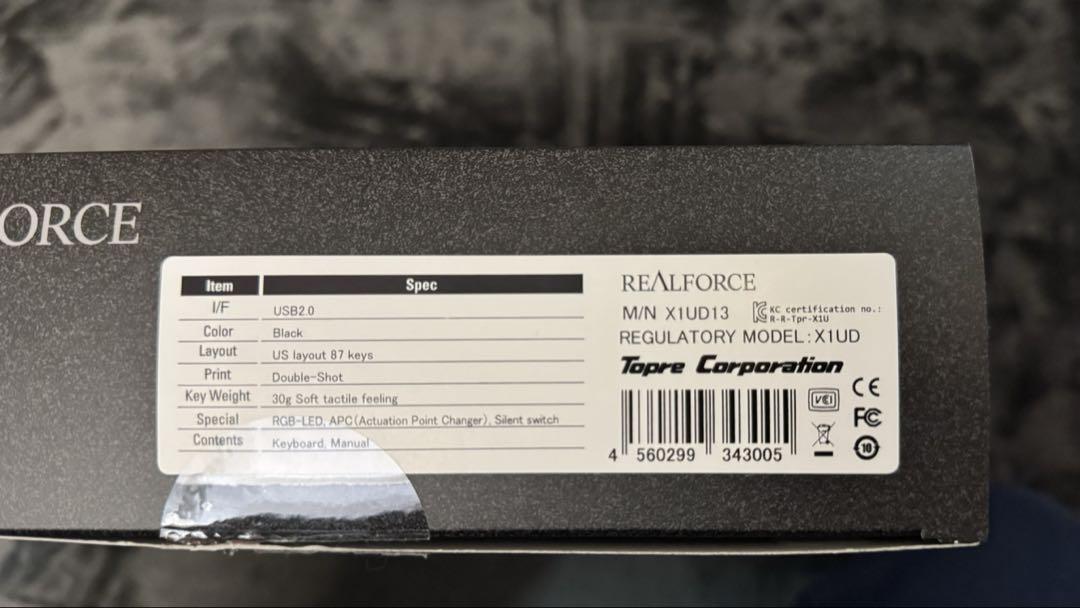 ORCE
Item Spec
I/F USB2.0
Color Black
Layout US layout 87 keys
Print Double-Shot
Key Weight 30g Soft tactile feeling
Special RGB-LED, APC(Actuation Point Changer), Silent switch
Contents Keyboard, Manual
REALFORCE
M/N X1UD13
KC certification no.:
R-R-Tpr-X1U
REGULATORY MODEL:X1UD
Topre Corporation
4 560299 343005
VCI
CE
FC
10